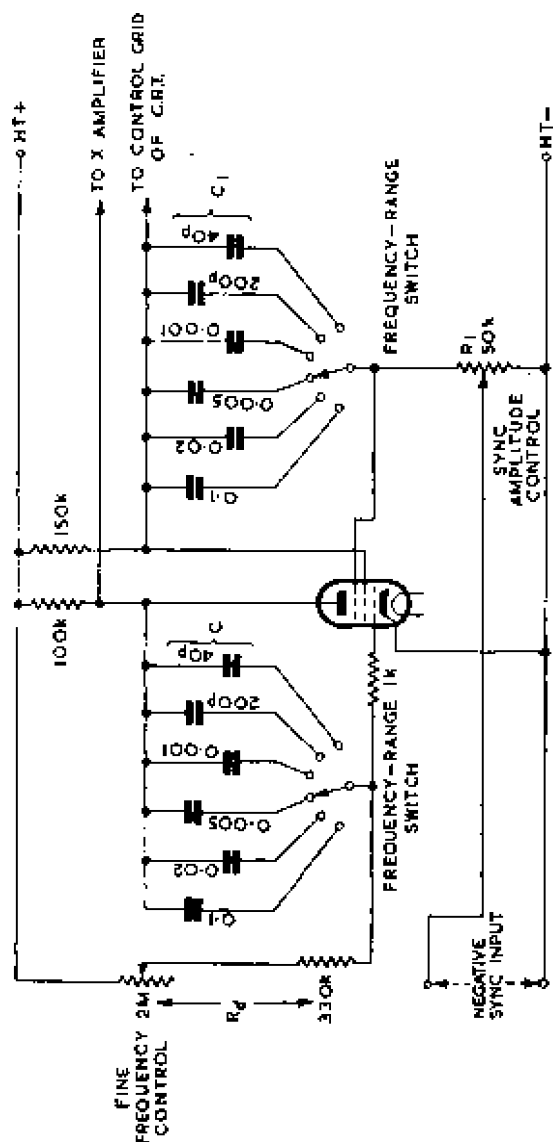 HT+
TO X AMPLIFIER
TO CONTROL GRID
OF C.R.T.
150k
100k
C1
40p
200p
0·001
0·005
0·02
0·1
C
40p
200p
0·001
0·005
0·02
0·1
FREQUENCY-RANGE
SWITCH
FREQUENCY-RANGE
SWITCH
1k
R1
50k
SYNC
AMPLITUDE
CONTROL
HT−
NEGATIVE
SYNC INPUT
330k
Rd
2M
FINE
FREQUENCY
CONTROL